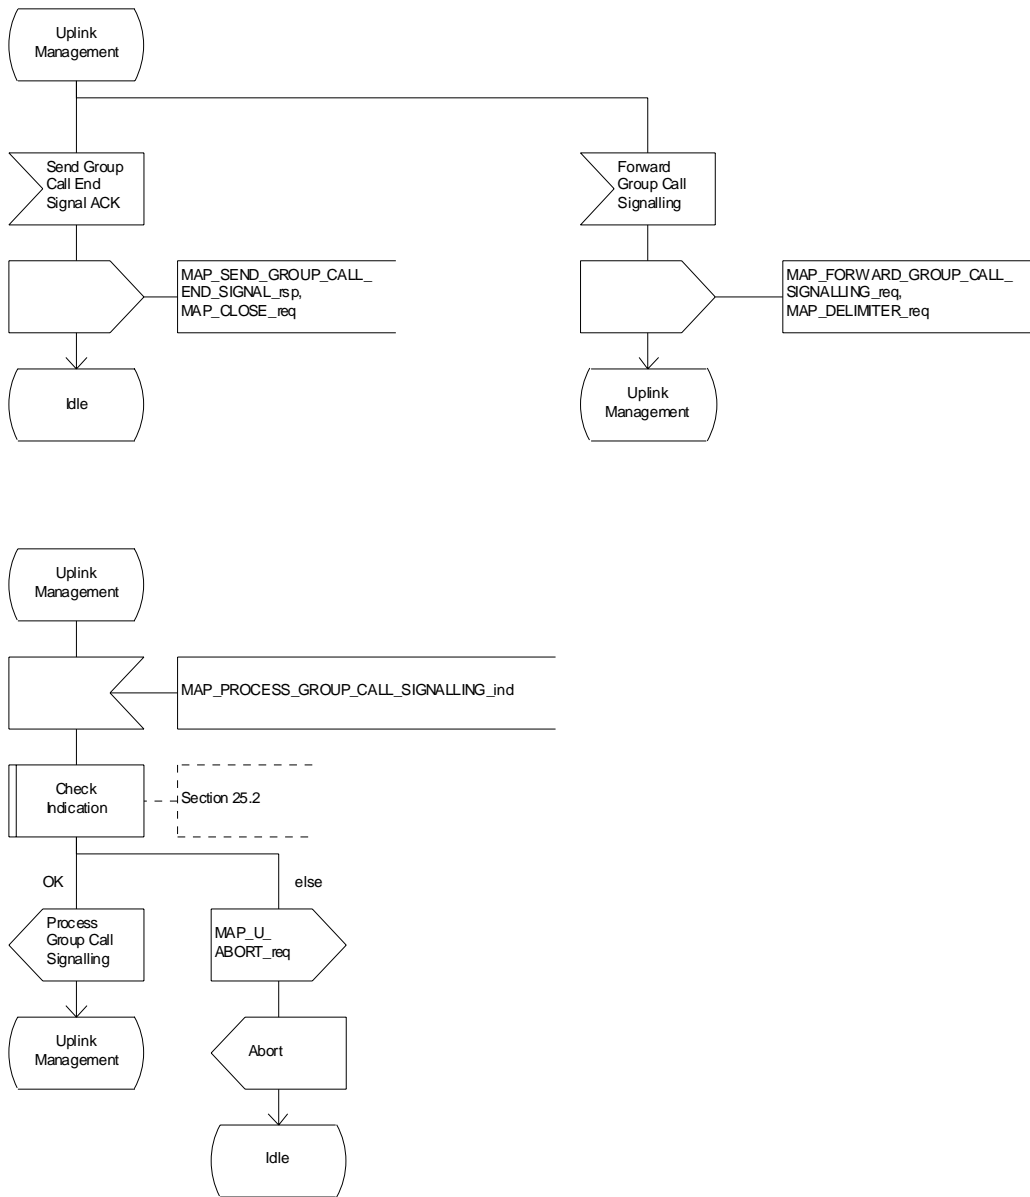 Uplink
Management
Send Group
Call End
Signal ACK
Forward
Group Call
Signalling
MAP_SEND_GROUP_CALL_
END_SIGNAL_rsp,
MAP_CLOSE_req
MAP_FORWARD_GROUP_CALL_
SIGNALLING_req,
MAP_DELIMITER_req
Idle
Uplink
Management
Uplink
Management
MAP_PROCESS_GROUP_CALL_SIGNALLING_ind
Check
Indication
Section 25.2
OK
else
Process
Group Call
Signalling
MAP_U_
ABORT_req
Uplink
Management
Abort
Idle